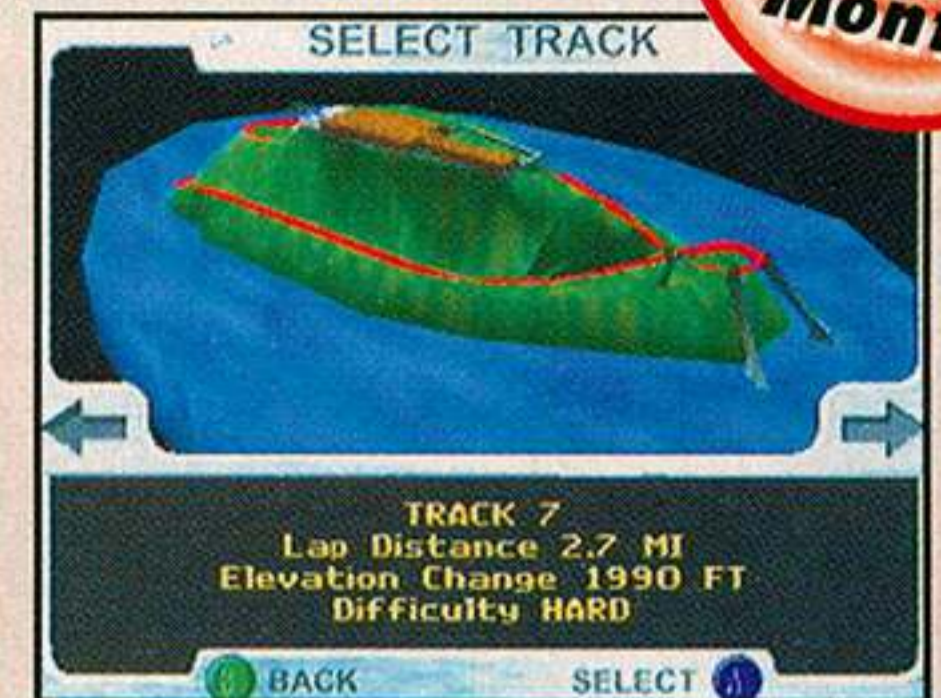 SELECT TRACK
TRACK 7
Lap Distance 2.7 MI
Elevation Change 1990 FT
Difficulty HARD
BACK
SELECT